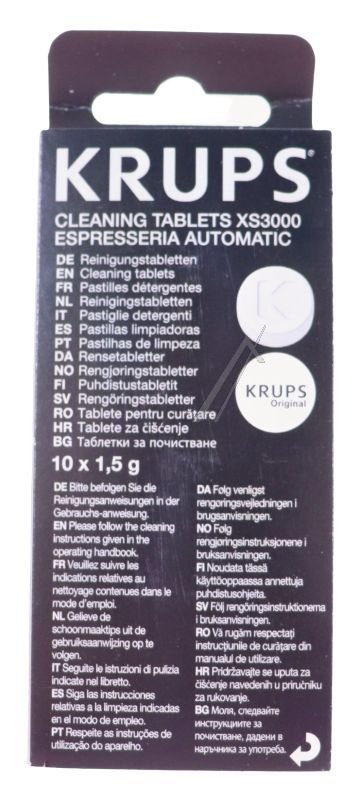 KRUPS®
CLEANING TABLETS XS3000
ESPRESSERIA AUTOMATIC
DE Reinigungstabletten
EN Cleaning tablets
FR Pastilles détergentes
NL Reinigingstabletten
IT Pastiglie detergenti
ES Pastillas limpiadoras
PT Pastilhas de limpeza
DA Rensetabletter
NO Rengjøringstabletter
FI Puhdistustabletit
SV Rengöringstabletter
RO Tablete pentru curăţare
HR Tablete za čišćenje
BG Таблетки за почистване
K
KRUPS
Original
10 x 1,5 g
DE Bitte befolgen Sie die
Reinigungsanweisungen in der
Gebrauchs-anweisung.
EN Please follow the cleaning
instructions given in the
operating handbook.
FR Veuillez suivre les
indications relatives au
nettoyage contenues dans le
mode d'emploi.
NL Gelieve de
schoonmaaktips uit de
gebruiksaanwijzing op te
volgen.
IT Seguite le istruzioni di pulizia
indicate nel libretto.
ES Siga las instrucciones
relativas a la limpieza indicadas
en el modo de empleo.
PT Respeite as instruções de
utilização do aparelho.
DA Følg venligst
rengøringsvejledningen i
brugsanvisningen.
NO Følg
rengjøringsinstruksjonene i
bruksanvisningen.
FI Noudata tässä
käyttöoppaassa annettuja
puhdistusohjeita.
SV Följ rengöringsinstruktionerna
i bruksanvisningen.
RO Vă rugăm respectaţi
instrucţiunile de curăţare din
manualul de utilizare.
HR Pridržavajte se uputa za
čišćenje navedenih u priručniku
za rukovanje.
BG Моля, следвайте
инструкциите за
почистване, дадени в
наръчника за употреба.